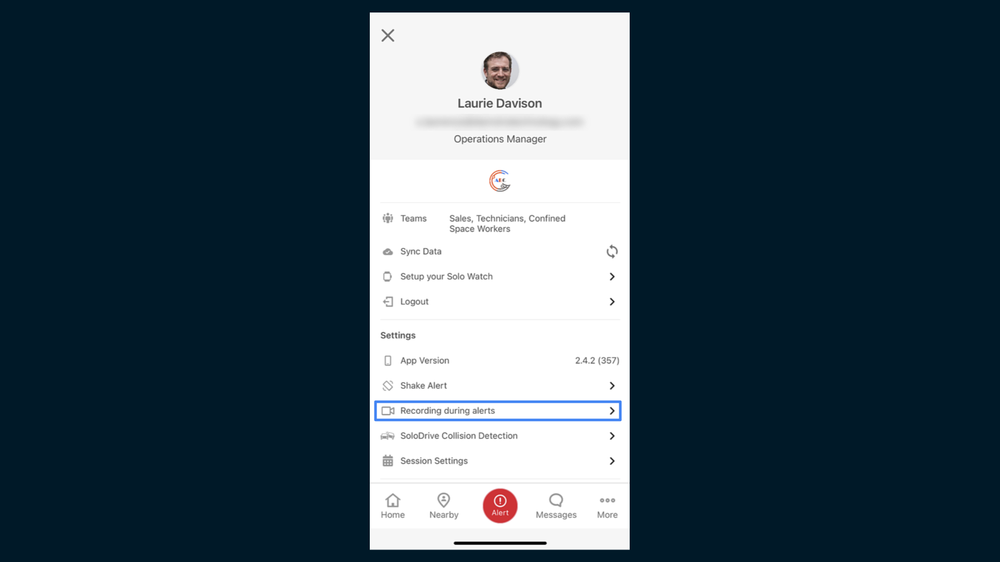 Laurie Davison
Operations Manager
ABC
Teams
Sales, Technicians, Confined
Space Workers
Sync Data
Setup your Solo Watch
Logout
Settings
App Version
2.4.2 (357)
Shake Alert
Recording during alerts
SoloDrive Collision Detection
Session Settings
Home
Nearby
Alert
Messages
More